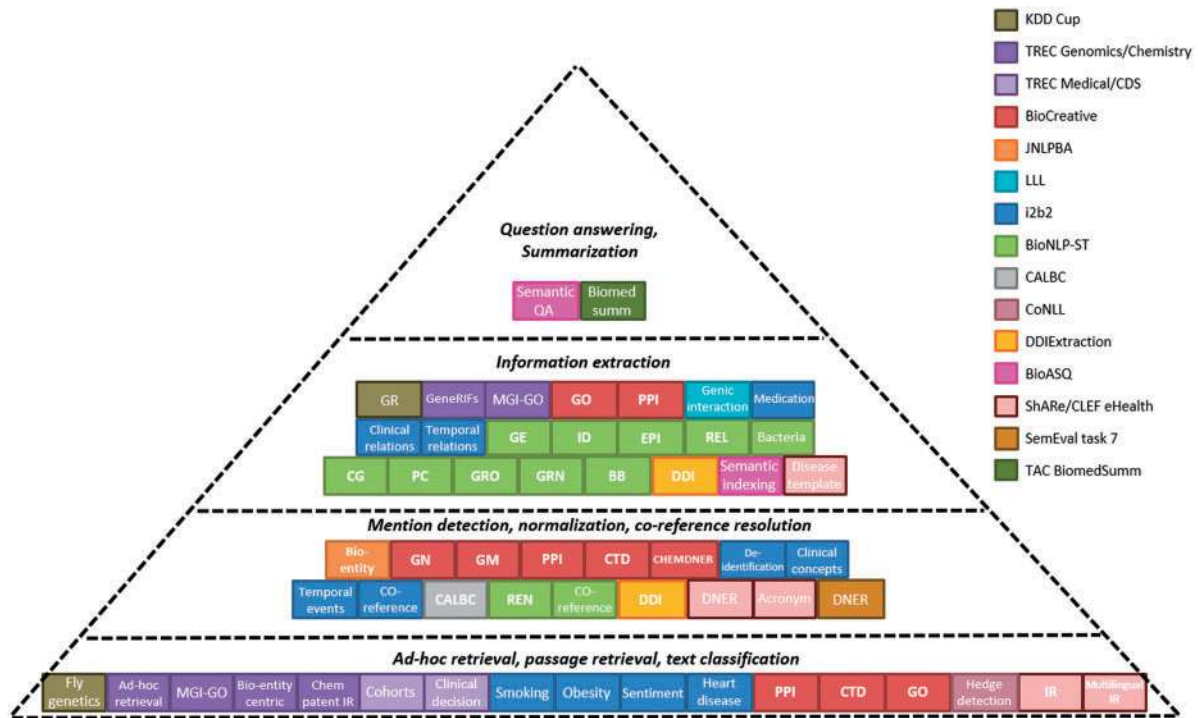 KDD Cup
TREC Genomics/Chemistry
TREC Medical/CDS
BioCreative
JNLPBA
LLL
i2b2
BioNLP-ST
CALBC
CoNLL
DDIExtraction
BioASQ
ShARe/CLEF eHealth
SemEval task 7
TAC BiomedSumm
Question answering,
Summarization
Semantic
QA
Biomed
summ
Information extraction
GR
GeneRIFs
MGI-GO
GO
PPI
Genic
interaction
Medication
Clinical
relations
Temporal
relations
GE
ID
EPI
REL
Bacteria
CG
PC
GRO
GRN
BB
DDI
Semantic
indexing
Disease
template
Mention detection, normalization, co-reference resolution
Bio-
entity
GN
GM
PPI
CTD
CHEMDNER
De-
identification
Clinical
concepts
Temporal
events
CO-
reference
CALBC
REN
CO-
reference
DDI
DNER
Acronym
DNER
Ad-hoc retrieval, passage retrieval, text classification
Fly
genetics
Ad-hoc
retrieval
MGI-GO
Bio-entity
centric
Chem
patent IR
Cohorts
Clinical
decision
Smoking
Obesity
Sentiment
Heart
disease
PPI
CTD
GO
Hedge
detection
IR
Multilingual
IR